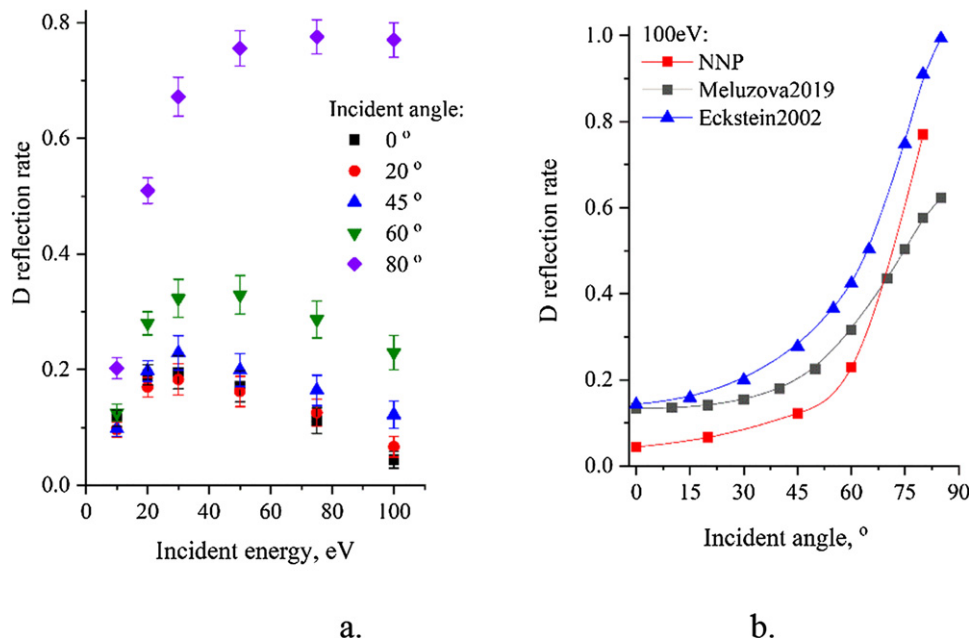 0.8
0.6
0.4
0.2
0.0
D reflection rate
Incident angle:
0 º
20 º
45 º
60 º
80 º
0
20
40
60
80
100
Incident energy, eV
a.
1.0
0.8
0.6
0.4
0.2
0.0
D reflection rate
100eV:
NNP
Meluzova2019
Eckstein2002
0
15
30
45
60
75
90
Incident angle, º
b.